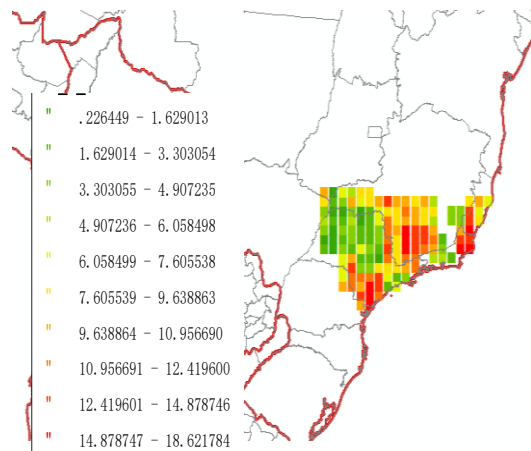 " .226449 - 1.629013
" 1.629014 - 3.303054
" 3.303055 - 4.907235
" 4.907236 - 6.058498
" 6.058499 - 7.605538
" 7.605539 - 9.638863
" 9.638864 - 10.956690
" 10.956691 - 12.419600
" 12.419601 - 14.878746
" 14.878747 - 18.621784